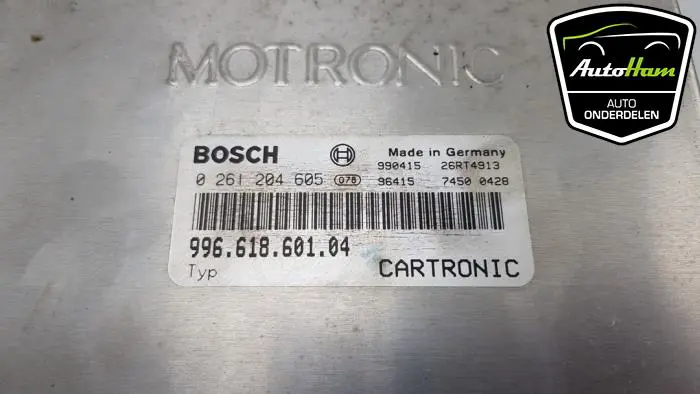 MOTRONIC
AutoHam
AUTO
ONDERDELEN
BOSCH
Made in Germany
990415 26RT4913
0 261 204 605 078 96415 7450 0428
996.618.601.04
Typ
CARTRONIC